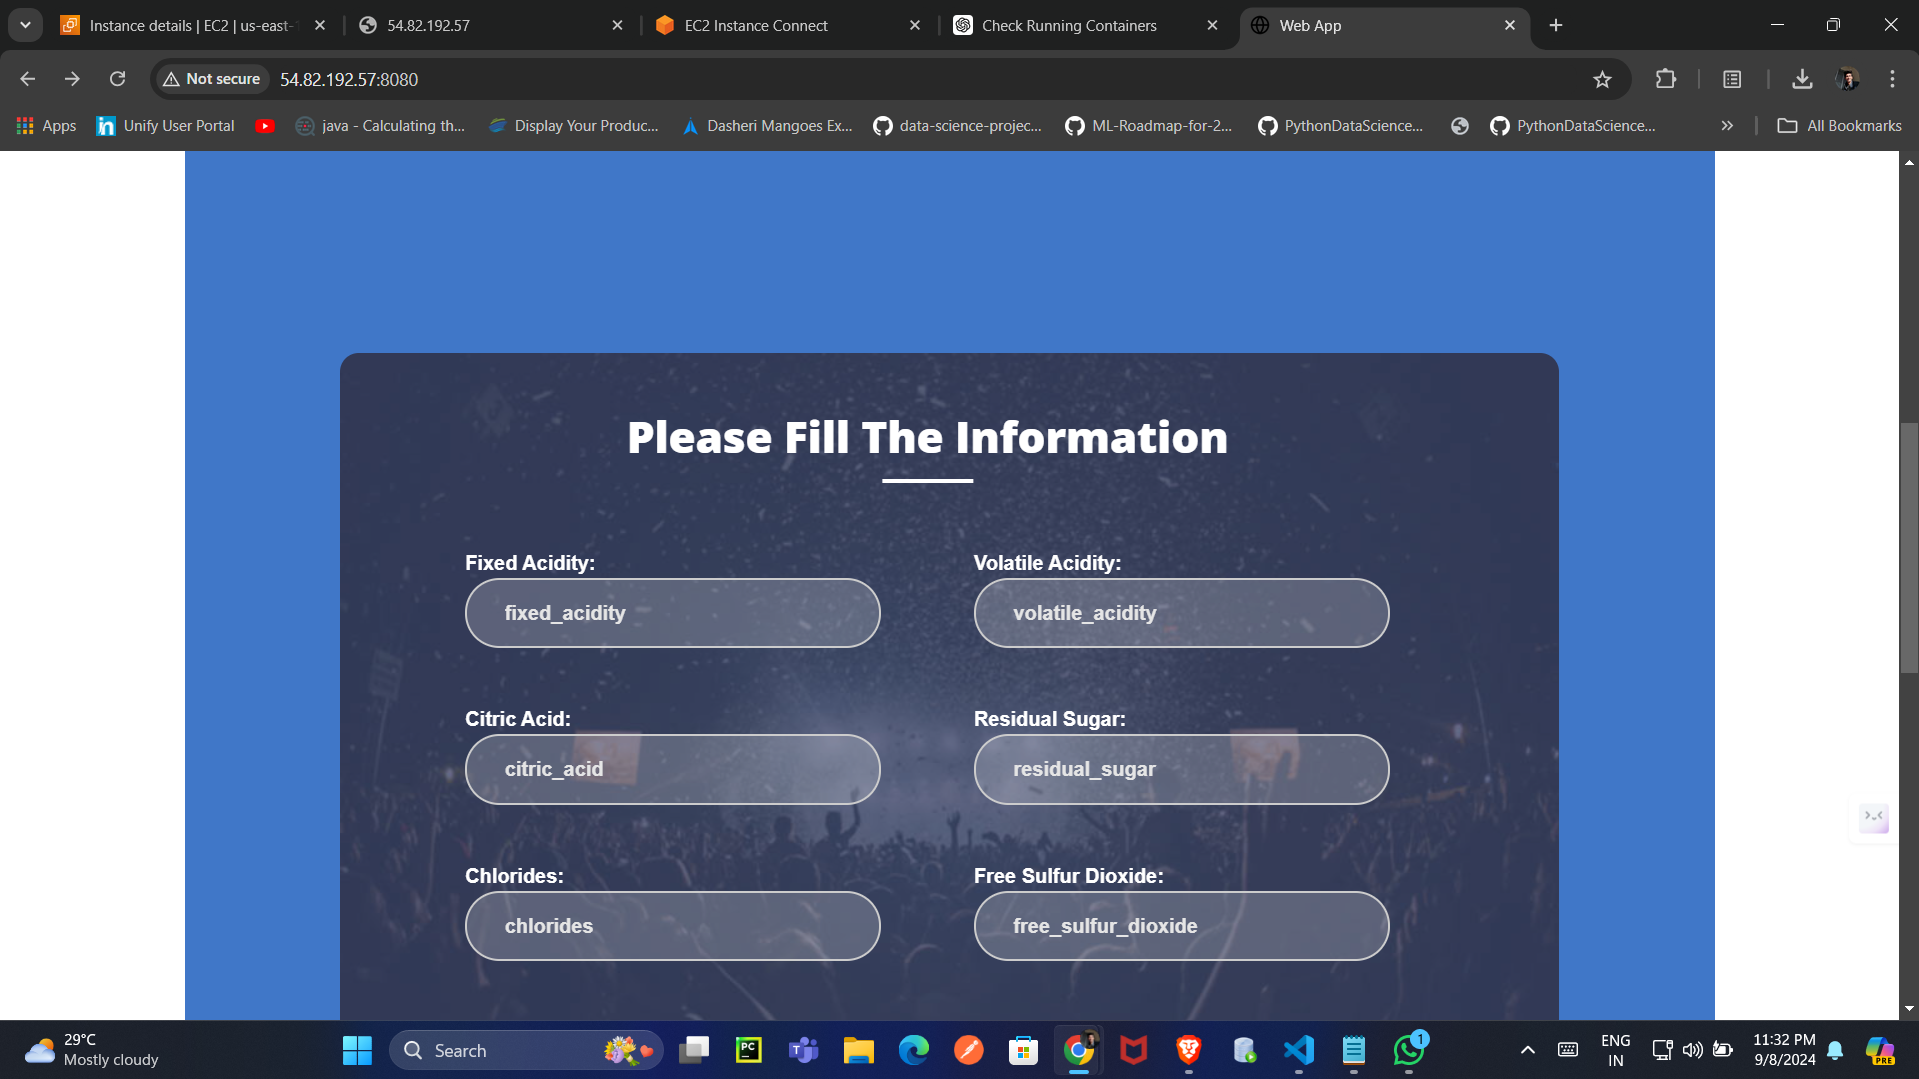 Instance details | EC2 | us-east-
54.82.192.57
EC2 Instance Connect
Check Running Containers
Web App
Not secure
54.82.192.57:8080
Apps
Unify User Portal
java - Calculating th...
Display Your Produc...
Dasheri Mangoes Ex...
data-science-projec...
ML-Roadmap-for-2...
PythonDataScience...
PythonDataScience...
All Bookmarks
Please Fill The Information
Fixed Acidity:
Volatile Acidity:
fixed_acidity
volatile_acidity
Citric Acid:
Residual Sugar:
citric_acid
residual_sugar
Chlorides:
Free Sulfur Dioxide:
chlorides
free_sulfur_dioxide
29°C
Mostly cloudy
Search
PC
T
1
ENG
IN
11:32 PM
9/8/2024
PRE